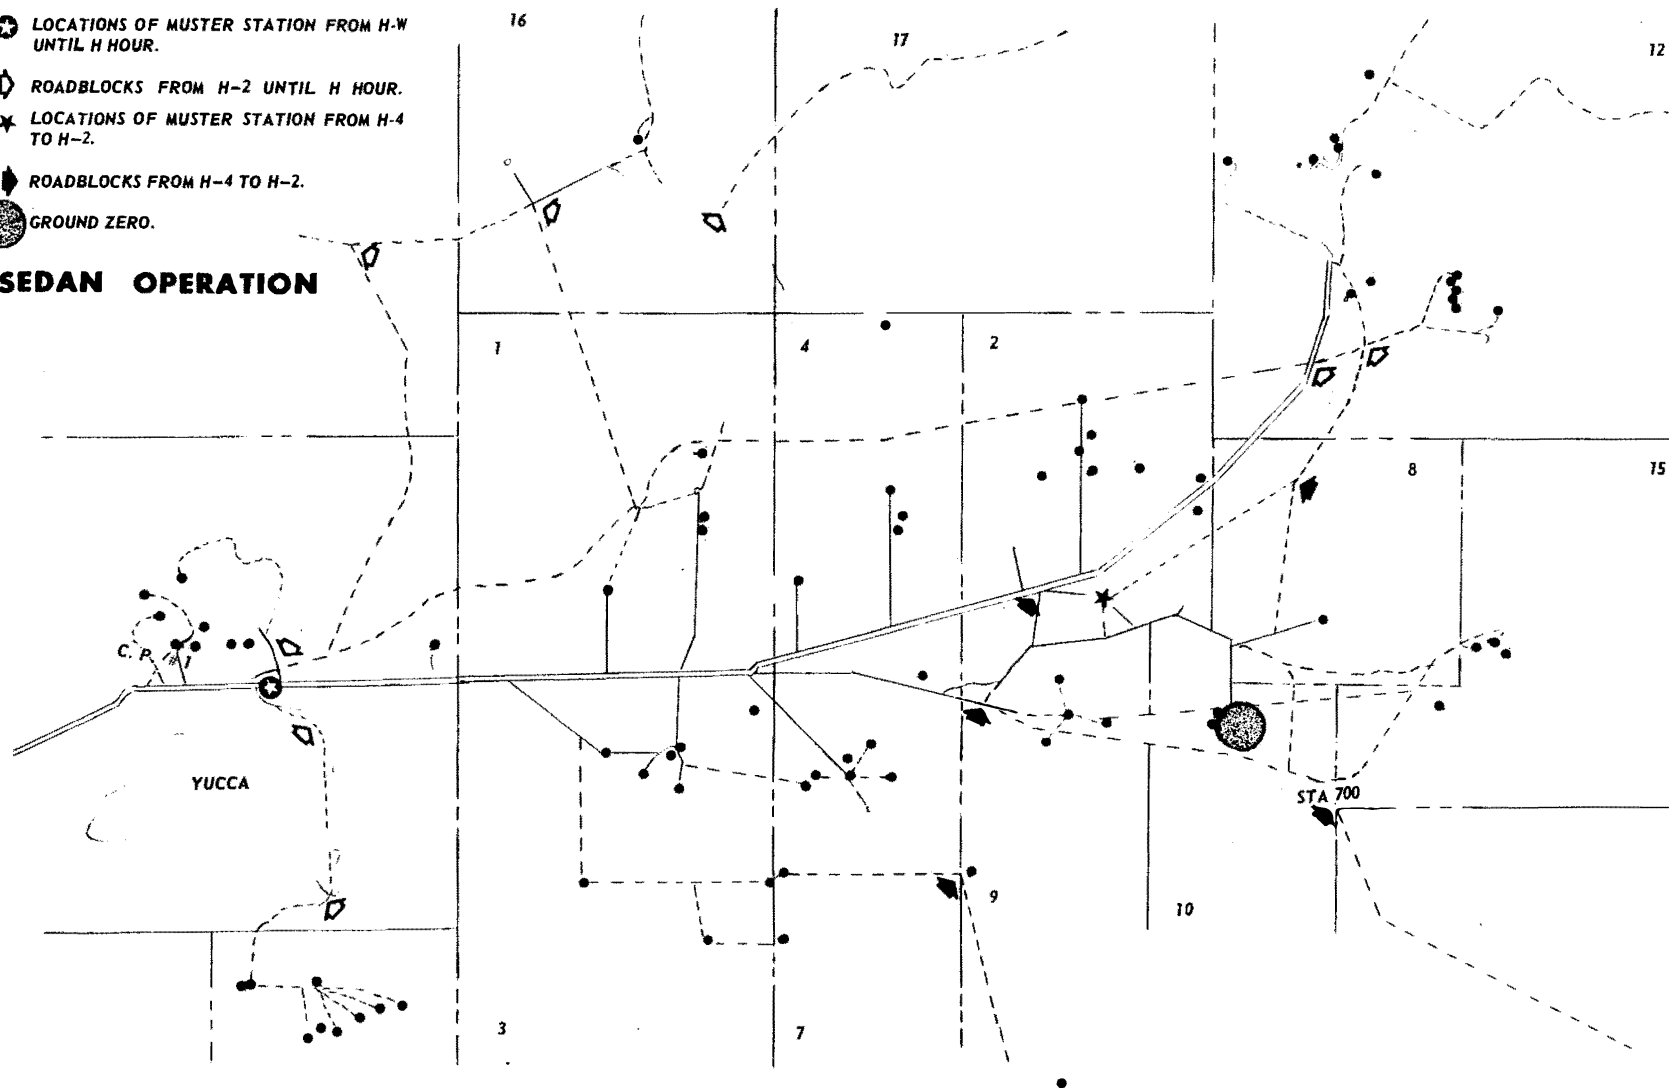 LOCATIONS OF MUSTER STATION FROM H-W
UNTIL H HOUR.
ROADBLOCKS FROM H-2 UNTIL H HOUR.
LOCATIONS OF MUSTER STATION FROM H-4
TO H-2.
ROADBLOCKS FROM H-4 TO H-2.
GROUND ZERO.
SEDAN OPERATION
16
17
12
1
4
2
8
15
C. P. # 1
YUCCA
STA 700
9
10
3
7